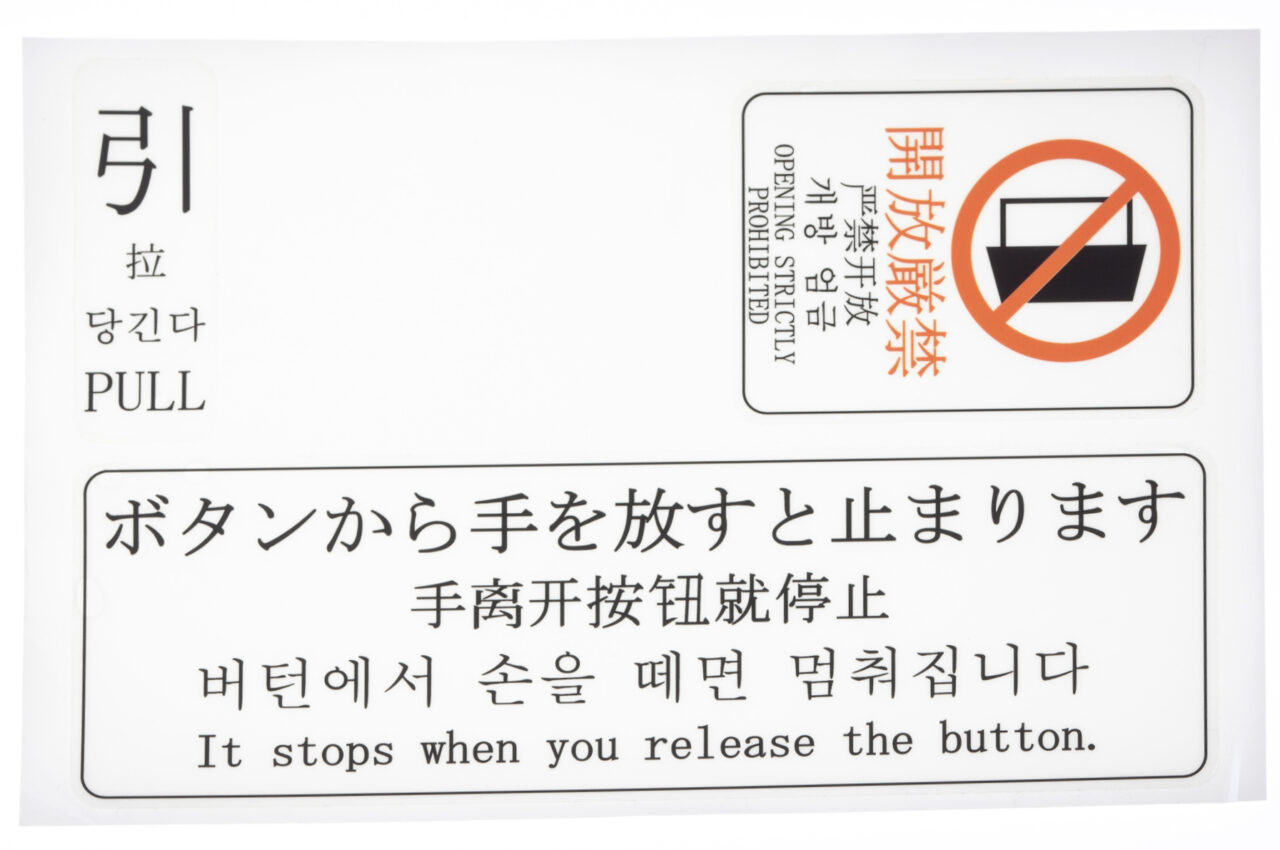 引
拉
당긴다
PULL
開放厳禁
严禁开放
개방 엄금
OPENING STRICTLY
PROHIBITED
ボタンから手を放すと止まります
手离开按钮就停止
버턴에서 손을 떼면 멈춰집니다
It stops when you release the button.